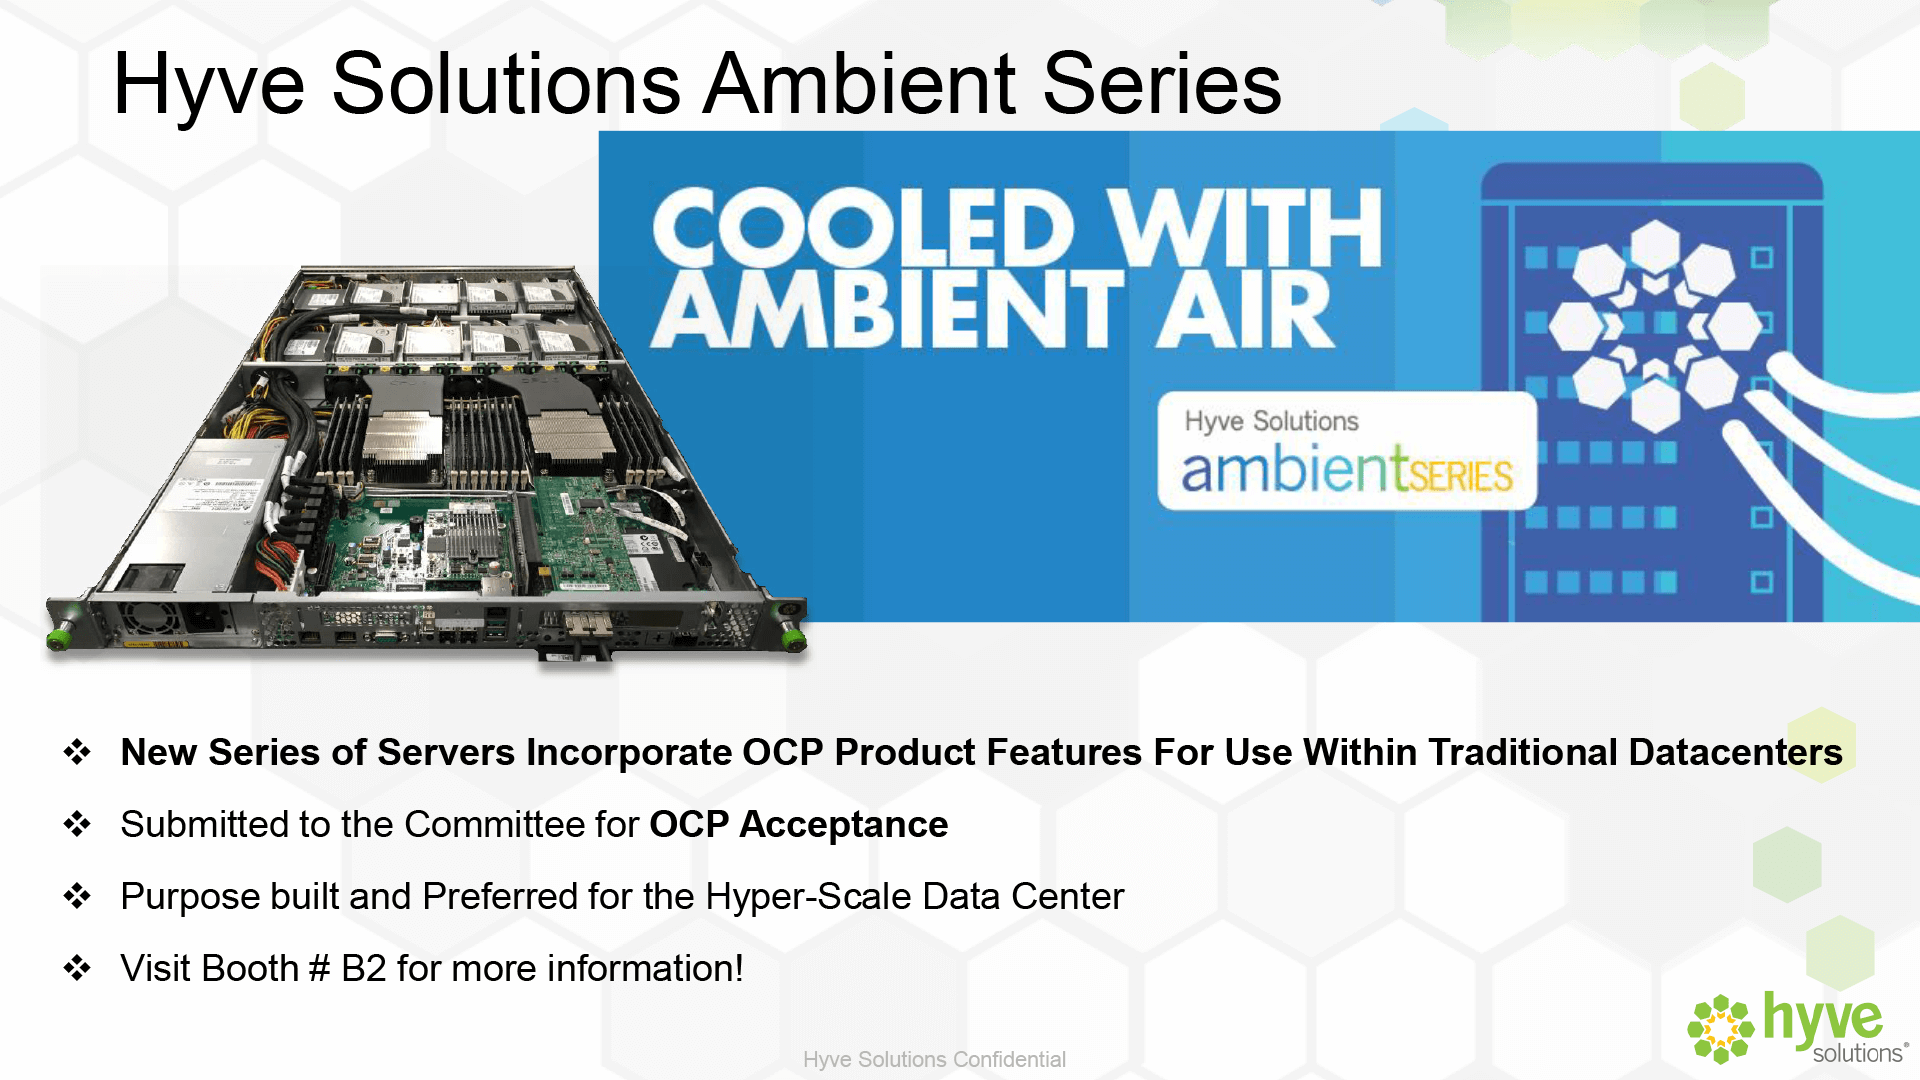 Hyve Solutions Ambient Series
COOLED WITH
AMBIENT AIR
Hyve Solutions
ambientSERIES
❖ New Series of Servers Incorporate OCP Product Features For Use Within Traditional Datacenters
❖ Submitted to the Committee for OCP Acceptance
❖ Purpose built and Preferred for the Hyper-Scale Data Center
❖ Visit Booth # B2 for more information!
Hyve Solutions Confidential
hyve
solutions®